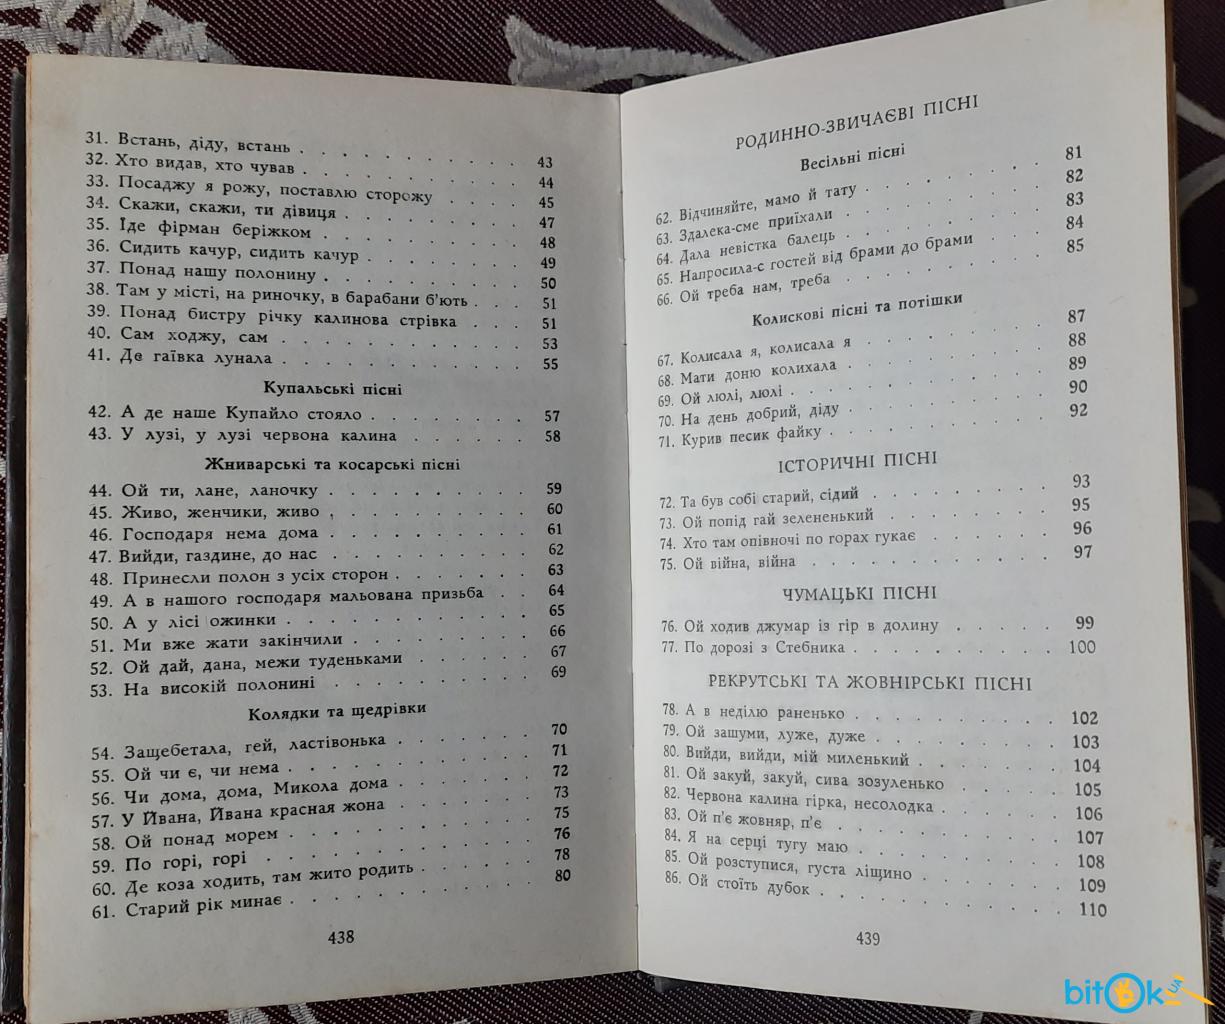 31. Встань, діду, встань . . . . . . . . 43
32. Хто видав, хто чував . . . . . . . . 44
33. Посаджу я рожу, поставлю сторожу . . . . 45
34. Скажи, скажи, ти дівиця . . . . . . . . 47
35. Їде фірман беріжком . . . . . . . . . 48
36. Сидить качур, сидить качур . . . . . . . 49
37. Понад нашу полонину . . . . . . . . . 50
38. Там у місті, на риночку, в барабани б'ють . . . 51
39. Понад бистру річку калинова стрівка . . . 51
40. Сам ходжу, сам . . . . . . . . . . 53
41. Де гаївка лунала . . . . . . . . . . 55
Купальські пісні
42. А де наше Купайло стояло . . . . . . . 57
43. У лузі, у лузі червона калина . . . . . . 58
Жниварські та косарські пісні
44. Ой ти, лане, ланочку . . . . . . . . . 59
45. Живо, женчики, живо . . . . . . . . . 60
46. Господаря нема дома . . . . . . . . . 61
47. Вийди, газдине, до нас . . . . . . . . . 62
48. Принесли полон з усіх сторон . . . . . . 63
49. А в нашого господаря мальована призьба . . 64
50. А у лісі ожинки . . . . . . . . . . 65
51. Ми вже жати закінчили . . . . . . . . 66
52. Ой дай, дана, межи туденьками . . . . . . 67
53. На високій полонині . . . . . . . . . 69
Колядки та щедрівки
54. Защебетала, гей, ластівонька . . . . . . 70
55. Ой чи є, чи нема . . . . . . . . . . 71
56. Чи дома, дома, Микола дома . . . . . . 72
57. У Йвана, Йвана красная жона . . . . . . 73
58. Ой понад морем . . . . . . . . . . 75
59. По горі, горі . . . . . . . . . . . 76
60. Де коза ходить, там жито родить . . . . . 78
61. Старий рік минає . . . . . . . . . . 80
438
РОДИННО-ЗВИЧАЄВІ ПІСНІ
Весільні пісні
62. Відчиняйте, мамо й тату . . . . . . . 81
63. Здалека-сме приїхали . . . . . . . . 82
64. Дала невістка балець . . . . . . . . 83
65. Напросила-с гостей від брами до брами . . . 84
66. Ой треба нам, треба . . . . . . . . 85
Колискові пісні та потішки
67. Колисала я, колисала я . . . . . . . . 87
68. Мати доню колихала . . . . . . . . 88
69. Ой люлі, люлі . . . . . . . . . . 89
70. На день добрий, діду . . . . . . . . 90
71. Курив песик файку . . . . . . . . . 92
ІСТОРИЧНІ ПІСНІ
72. Та був собі старий, сідий . . . . . . . 93
73. Ой попід гай зелененький . . . . . . . 95
74. Хто там опівночі по горах гукає . . . . . 96
75. Ой війна, війна . . . . . . . . . . 97
ЧУМАЦЬКІ ПІСНІ
76. Ой ходив джумар із гір в долину . . . . . 99
77. По дорозі з Стебника . . . . . . . . . 100
РЕКРУТСЬКІ ТА ЖОВНІРСЬКІ ПІСНІ
78. А в неділю раненько . . . . . . . . . 102
79. Ой зашуми, луже, дуже . . . . . . . . 103
80. Вийди, вийди, мій миленький . . . . . . 104
81. Ой закуй, закуй, сива зозуленько . . . . . 105
82. Червона калина гірка, несолодка . . . . . 106
83. Ой п'є жовняр, п'є . . . . . . . . . 107
84. Я на серці тугу маю . . . . . . . . . 108
85. Ой розступися, густа ліщино . . . . . . 109
86. Ой стоїть дубок . . . . . . . . . . 110
439
bitok.ua